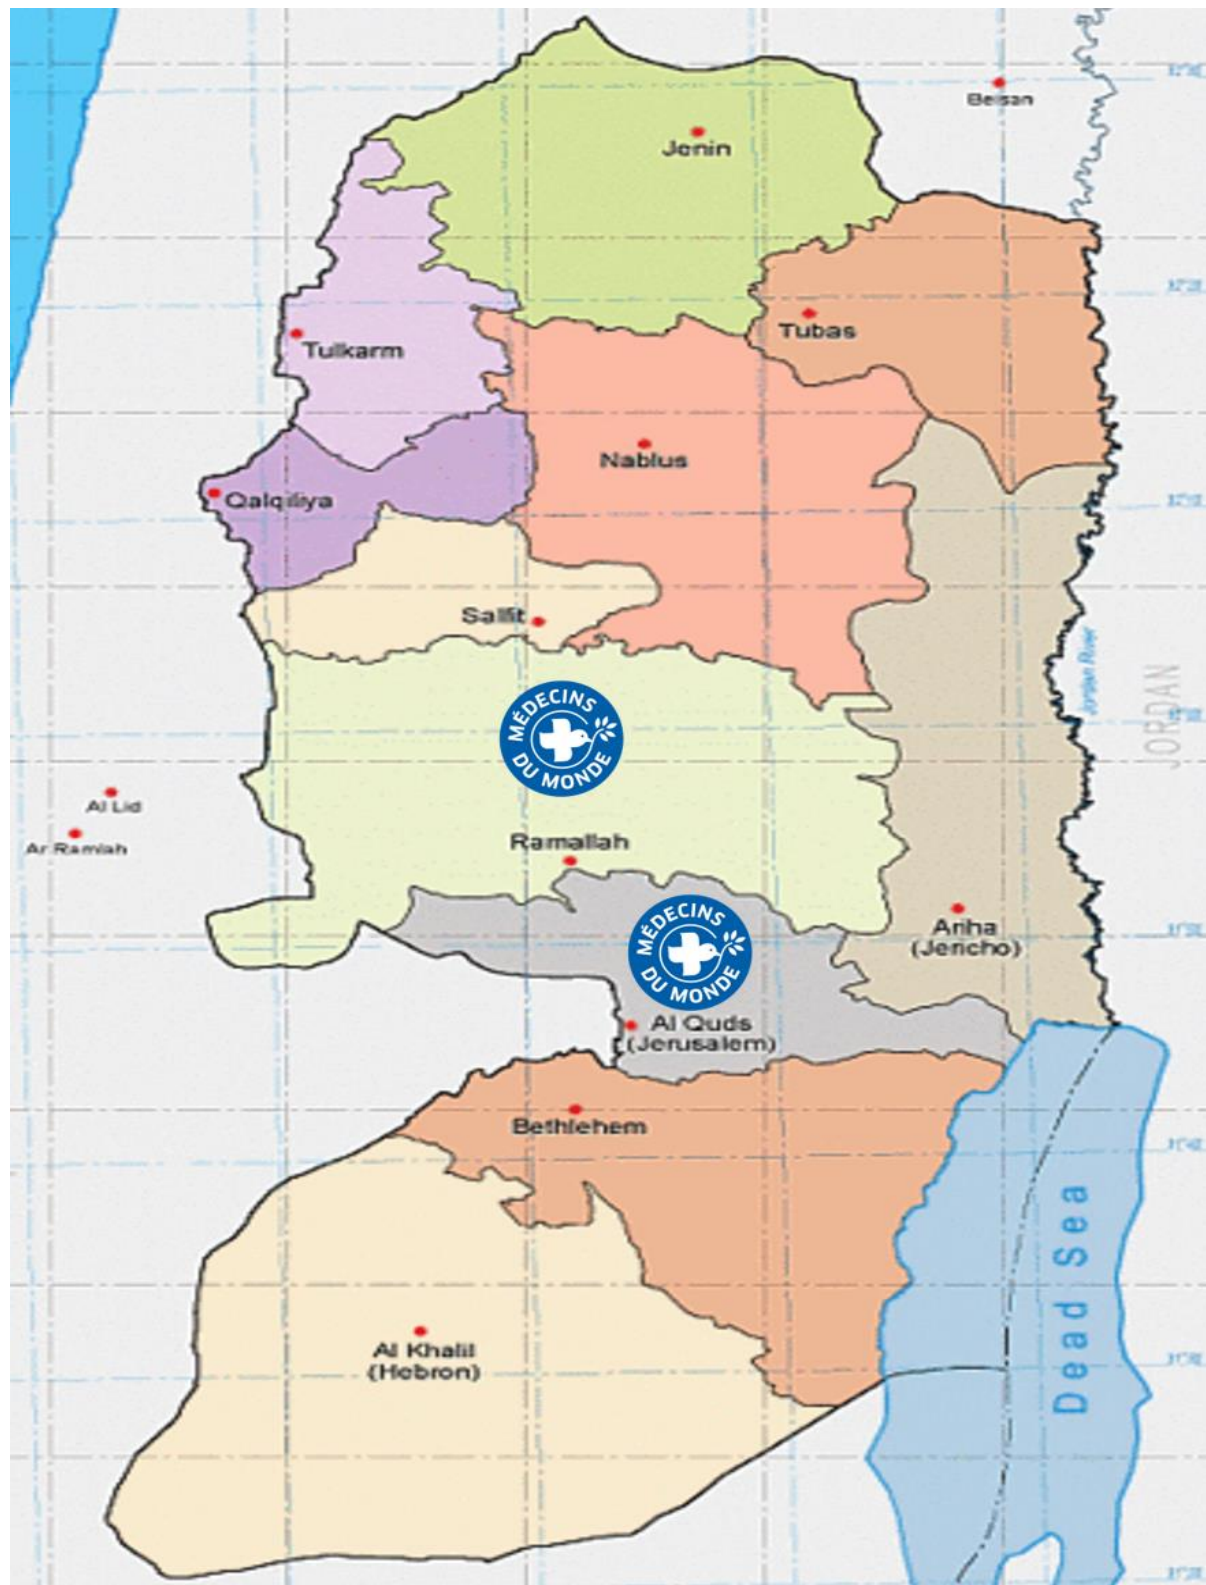 Beisan
Jenin
Tubas
Tulkarm
Nablus
Qalqiliya
Salfit
Jordan River
JORDAN
MÉDECINS
DU MONDE
Al Lid
Ar Ramlah
Ramallah
MÉDECINS
DU MONDE
Ariha
(Jericho)
Al Quds
(Jerusalem)
Bethlehem
Dead Sea
Al Khalil
(Hebron)